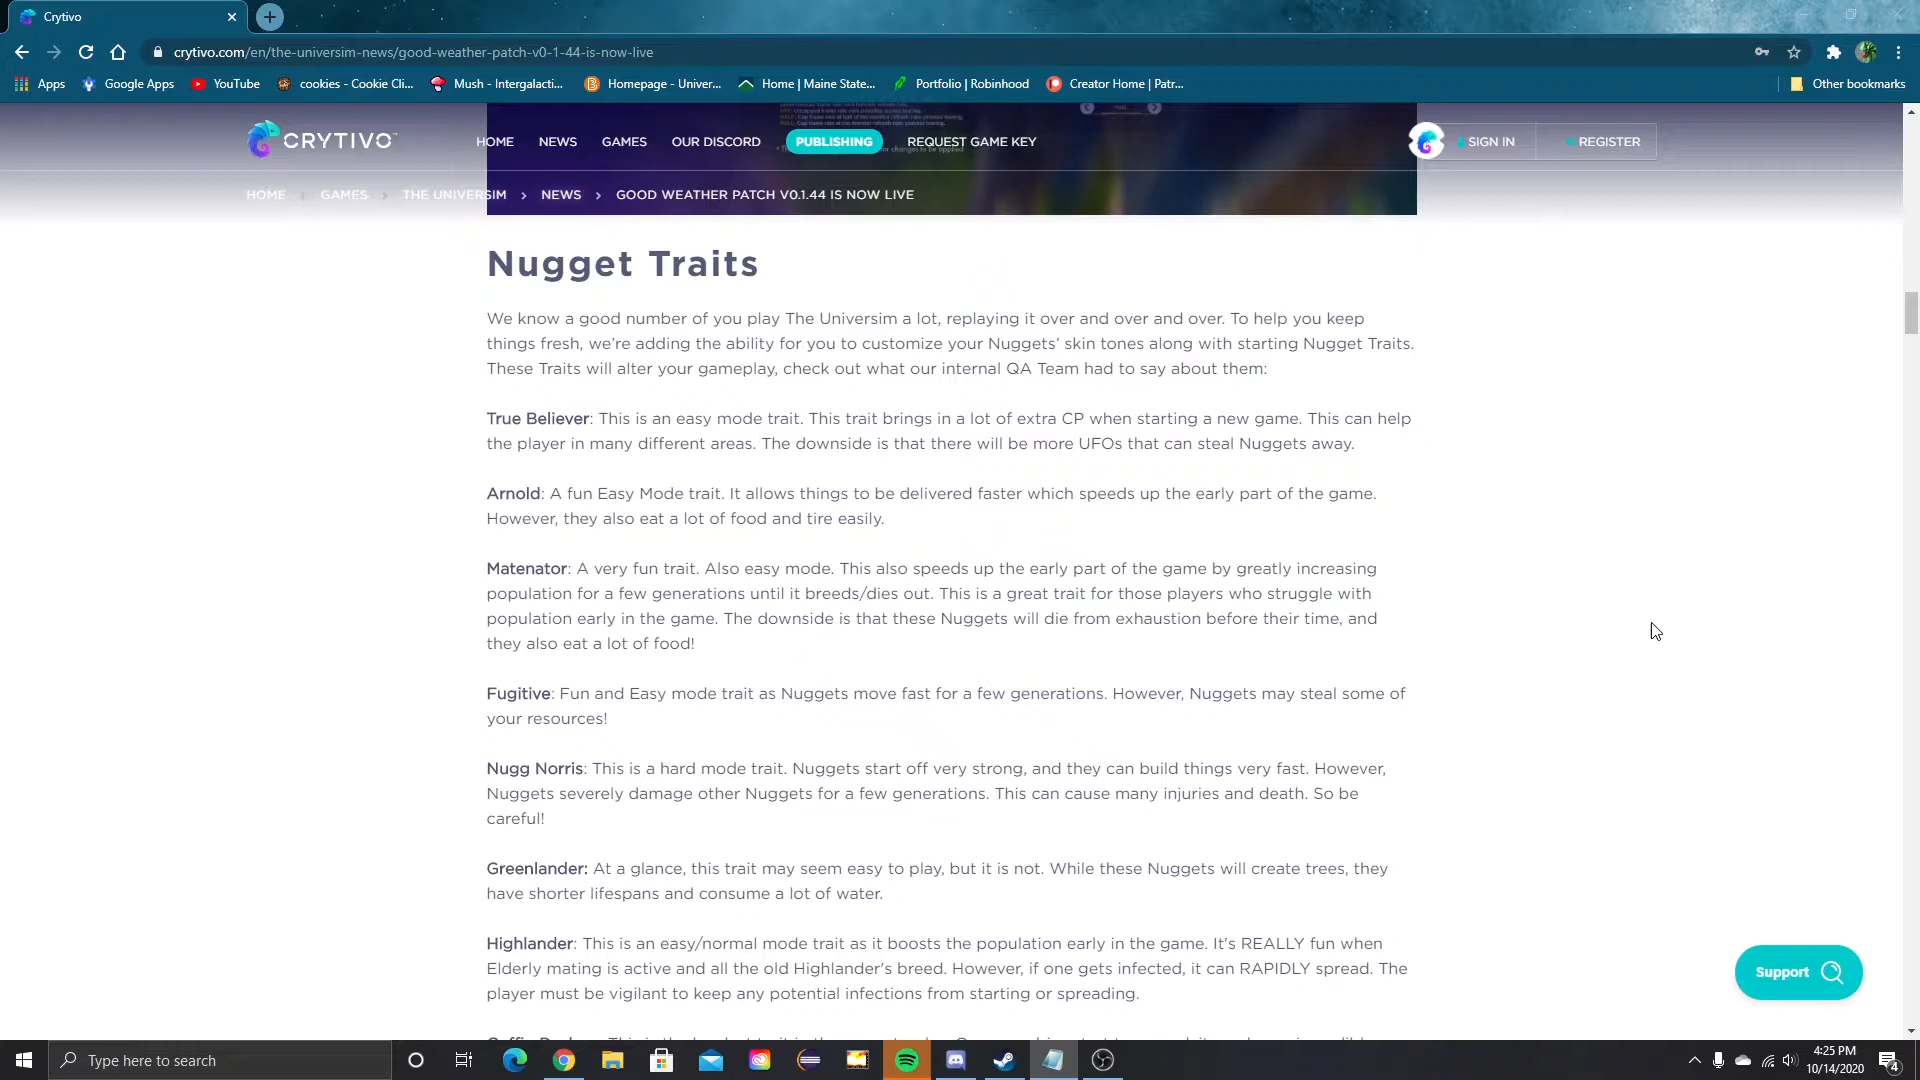 Crytivo
crytivo.com/en/the-universim-news/good-weather-patch-v0-1-44-is-now-live
Apps Google Apps YouTube cookies - Cookie Cli... Mush - Intergalacti... Homepage - Univer... Home | Maine State... Portfolio | Robinhood Creator Home | Patr... Other bookmarks
CRYTIVO HOME NEWS GAMES OUR DISCORD PUBLISHING REQUEST GAME KEY SIGN IN REGISTER
HOME GAMES THE UNIVERSIM > NEWS > GOOD WEATHER PATCH V0.1.44 IS NOW LIVE
Nugget Traits
We know a good number of you play The Universim a lot, replaying it over and over and over. To help you keep
things fresh, we're adding the ability for you to customize your Nuggets' skin tones along with starting Nugget Traits.
These Traits will alter your gameplay, check out what our internal QA Team had to say about them:
True Believer: This is an easy mode trait. This trait brings in a lot of extra CP when starting a new game. This can help
the player in many different areas. The downside is that there will be more UFOs that can steal Nuggets away.
Arnold: A fun Easy Mode trait. It allows things to be delivered faster which speeds up the early part of the game.
However, they also eat a lot of food and tire easily.
Matenator: A very fun trait. Also easy mode. This also speeds up the early part of the game by greatly increasing
population for a few generations until it breeds/dies out. This is a great trait for those players who struggle with
population early in the game. The downside is that these Nuggets will die from exhaustion before their time, and
they also eat a lot of food!
Fugitive: Fun and Easy mode trait as Nuggets move fast for a few generations. However, Nuggets may steal some of
your resources!
Nugg Norris: This is a hard mode trait. Nuggets start off very strong, and they can build things very fast. However,
Nuggets severely damage other Nuggets for a few generations. This can cause many injuries and death. So be
careful!
Greenlander: At a glance, this trait may seem easy to play, but it is not. While these Nuggets will create trees, they
have shorter lifespans and consume a lot of water.
Highlander: This is an easy/normal mode trait as it boosts the population early in the game. It's REALLY fun when
Elderly mating is active and all the old Highlander's breed. However, if one gets infected, it can RAPIDLY spread. The
player must be vigilant to keep any potential infections from starting or spreading.
Support
Type here to search
4:25 PM
10/14/2020
4